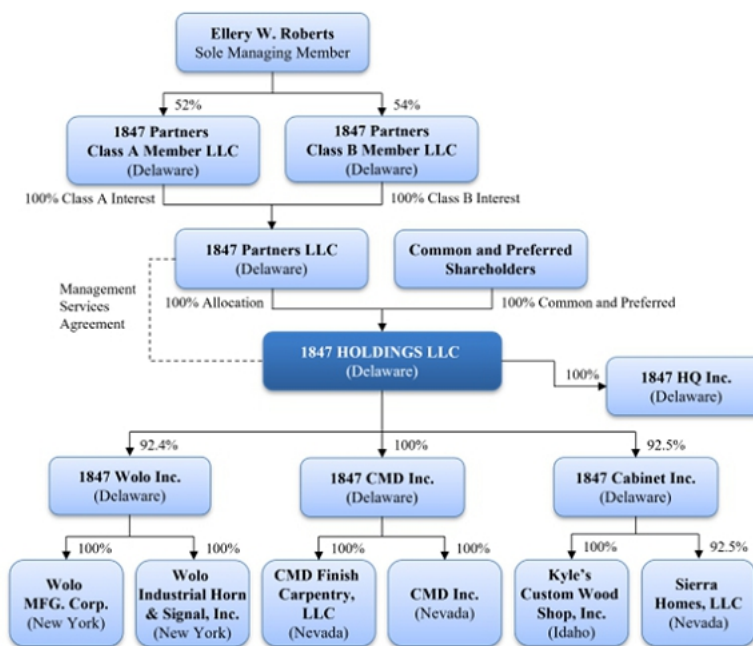 Ellery W. Roberts
Sole Managing Member
52%
54%
1847 Partners
Class A Member LLC
(Delaware)
1847 Partners
Class B Member LLC
(Delaware)
100% Class A Interest
100% Class B Interest
1847 Partners LLC
(Delaware)
Common and Preferred
Shareholders
Management
Services
Agreement
100% Allocation
100% Common and Preferred
1847 HOLDINGS LLC
(Delaware)
100%
1847 HQ Inc.
(Delaware)
92.4%
100%
92.5%
1847 Wolo Inc.
(Delaware)
1847 CMD Inc.
(Delaware)
1847 Cabinet Inc.
(Delaware)
100%
100%
100%
100%
100%
92.5%
Wolo
MFG. Corp.
(New York)
Wolo
Industrial Horn
& Signal, Inc.
(New York)
CMD Finish
Carpentry,
LLC
(Nevada)
CMD Inc.
(Nevada)
Kyle's
Custom Wood
Shop, Inc.
(Idaho)
Sierra
Homes, LLC
(Nevada)